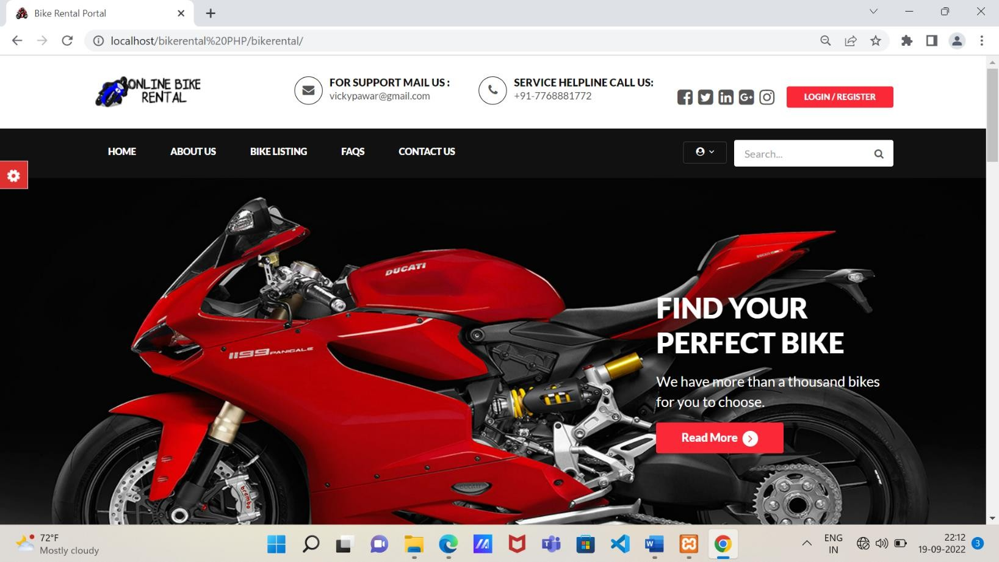 Bike Rental Portal
localhost/bikerental%20PHP/bikerental/
ONLINE BIKE
RENTAL
FOR SUPPORT MAIL US :
vickypawar@gmail.com
SERVICE HELPLINE CALL US:
+91-7768881772
LOGIN / REGISTER
HOME ABOUT US BIKE LISTING FAQS CONTACT US
Search...
DUCATI
1199 PANIGALE
FIND YOUR
PERFECT BIKE
We have more than a thousand bikes
for you to choose.
Read More
DUCATI
brembo
72°F
Mostly cloudy
ENG
IN
22:12
19-09-2022
3